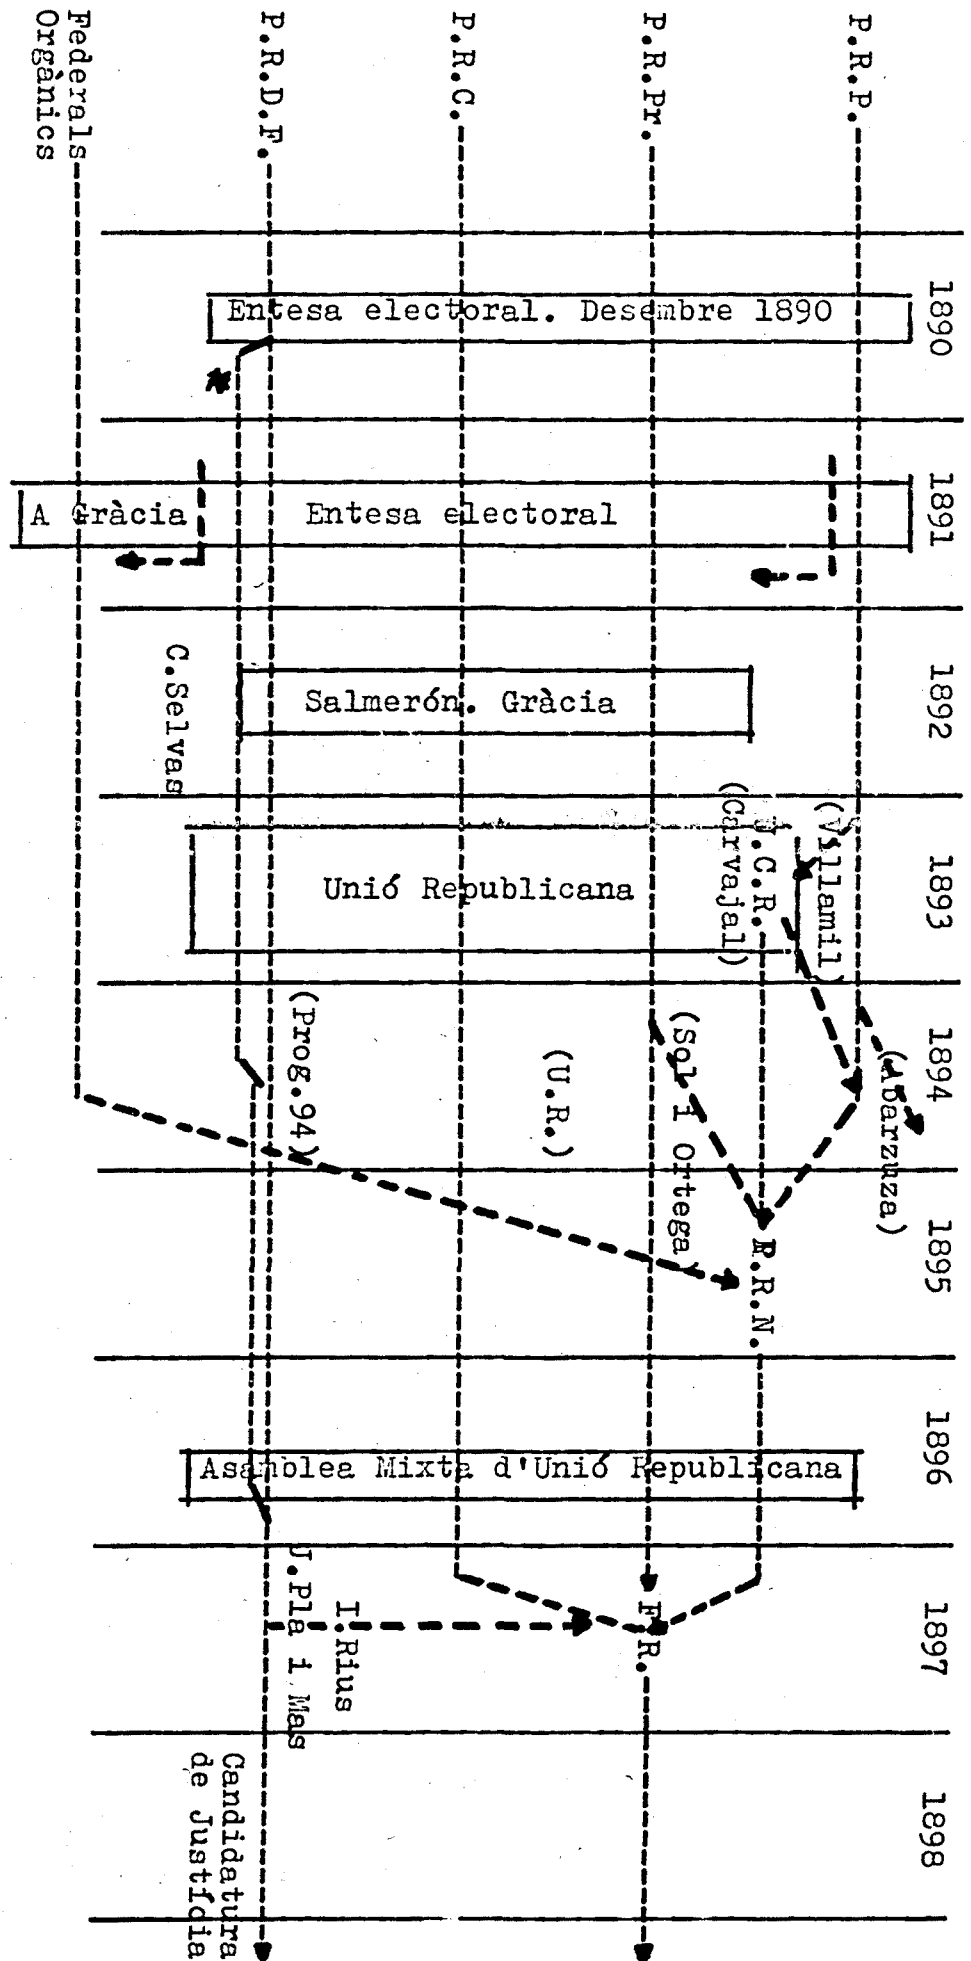 1890
1891
1892
1893
1894
1895
1896
1897
1898
P.R.P.
P.R.Pr.
P.R.C.
P.R.D.F.
Federals
Orgànics
Entesa electoral. Desembre 1890
*
A Gràcia
Entesa electoral
Salmerón. Gràcia
C.Selvas
Unió Republicana
(Villamil)
U.C.R.
(Carvajal)
(Abarzuza)
(Sol i Ortega)
(U.R.)
(Prog.94)
P.R.N.
Asamblea Mixta d'Unió Republicana
F.R.
I.Rius
J.Pla i Mas
Candidatura
de Justícia